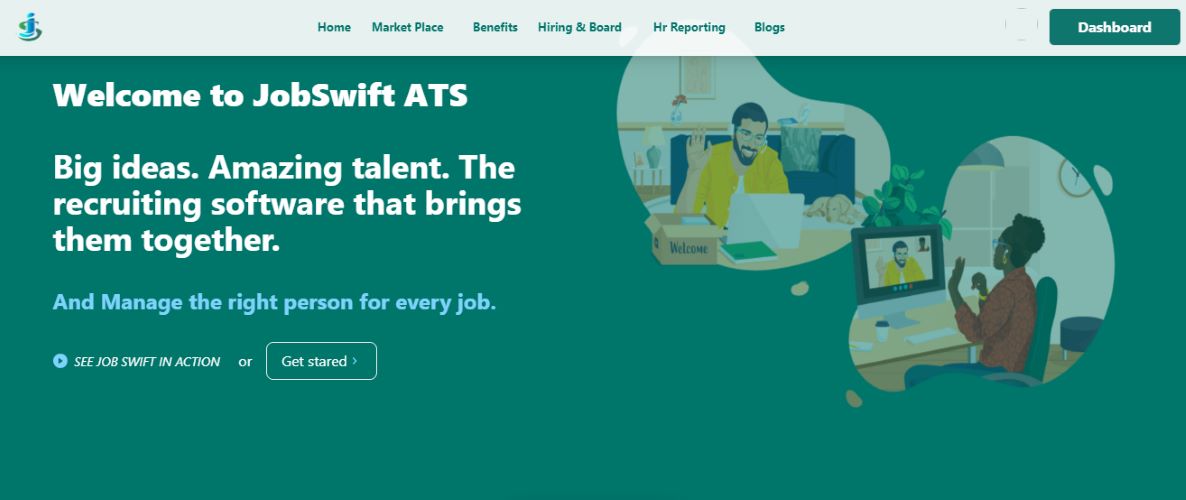 Home Market Place Benefits Hiring & Board Hr Reporting Blogs Dashboard
Welcome to JobSwift ATS
Big ideas. Amazing talent. The
recruiting software that brings
them together.
And Manage the right person for every job.
SEE JOB SWIFT IN ACTION or Get stared
Welcome